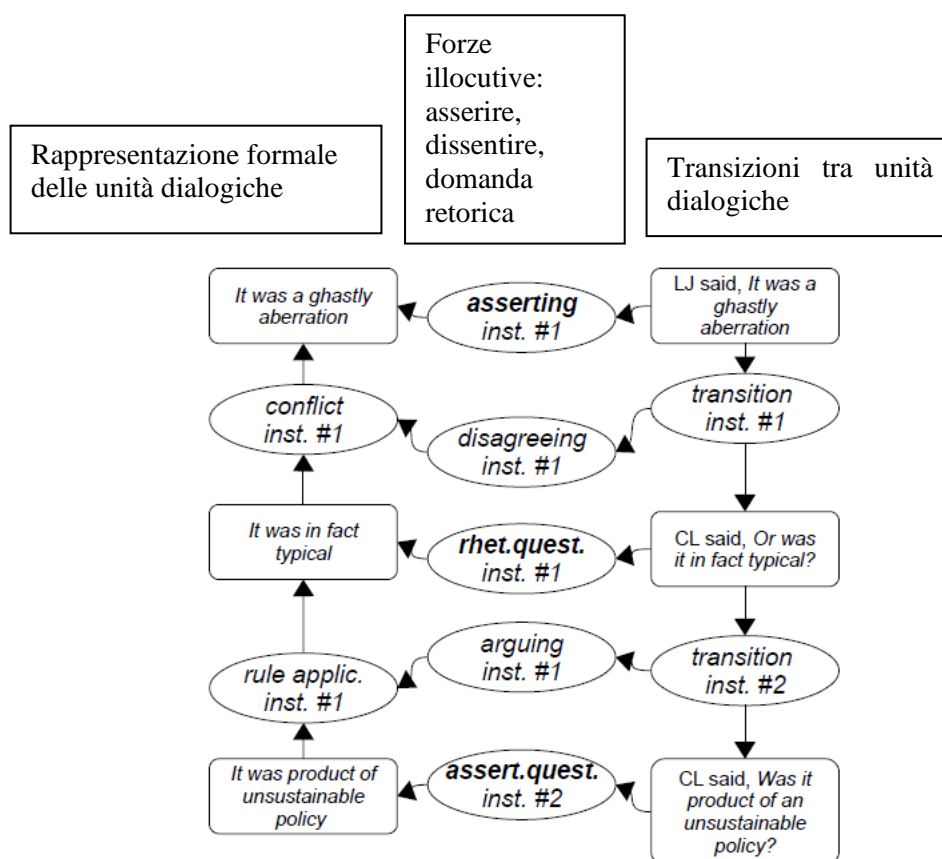 Forze
illocutive:
asserire,
dissentire,
domanda
retorica
Rappresentazione formale
delle unità dialogiche
Transizioni tra unità
dialogiche
It was a ghastly
aberration
asserting
inst. #1
LJ said, It was a
ghastly
aberration
conflict
inst. #1
disagreeing
inst. #1
transition
inst. #1
It was in fact
typical
rhet.quest.
inst. #1
CL said, Or was
it in fact typical?
rule applic.
inst. #1
arguing
inst. #1
transition
inst. #2
It was product of
unsustainable
policy
assert.quest.
inst. #2
CL said, Was it
product of an
unsustainable
policy?